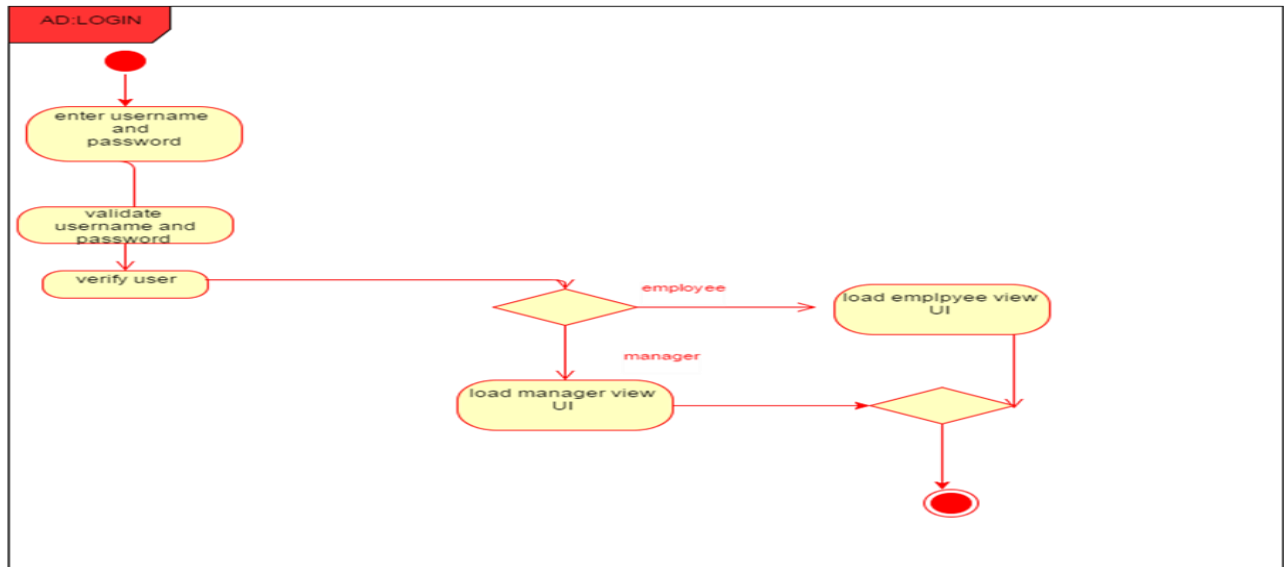 AD:LOGIN
enter username
and
password
validate
username and
password
verify user
employee
load emplpyee view
UI
manager
load manager view
UI